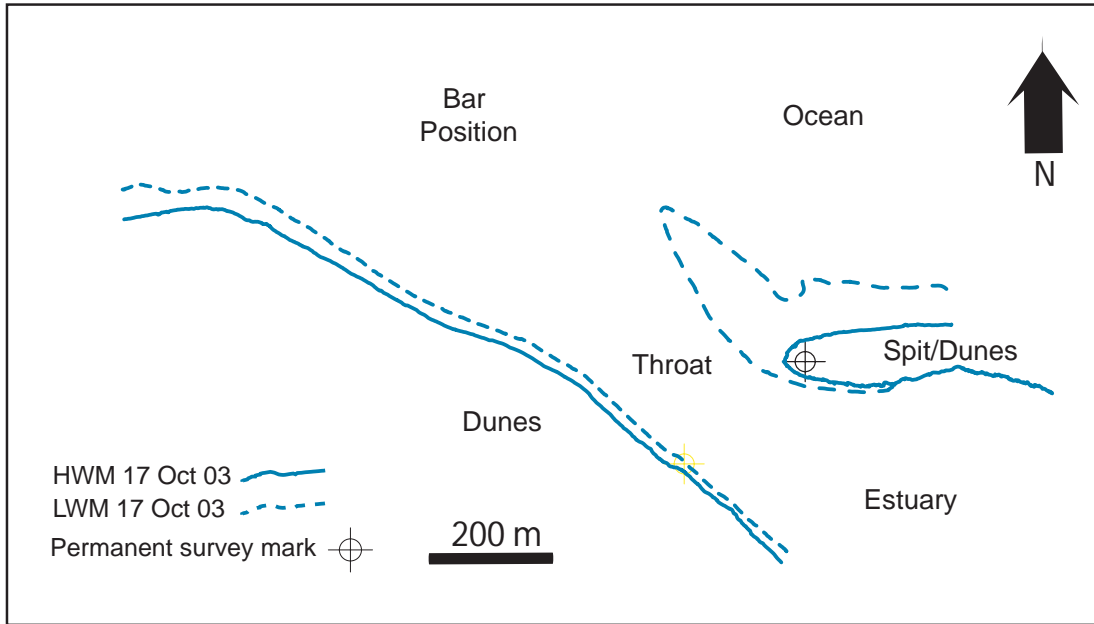 Bar
Position
Ocean
N
Throat
Spit/Dunes
Dunes
Estuary
HWM 17 Oct 03
LWM 17 Oct 03
Permanent survey mark
200 m